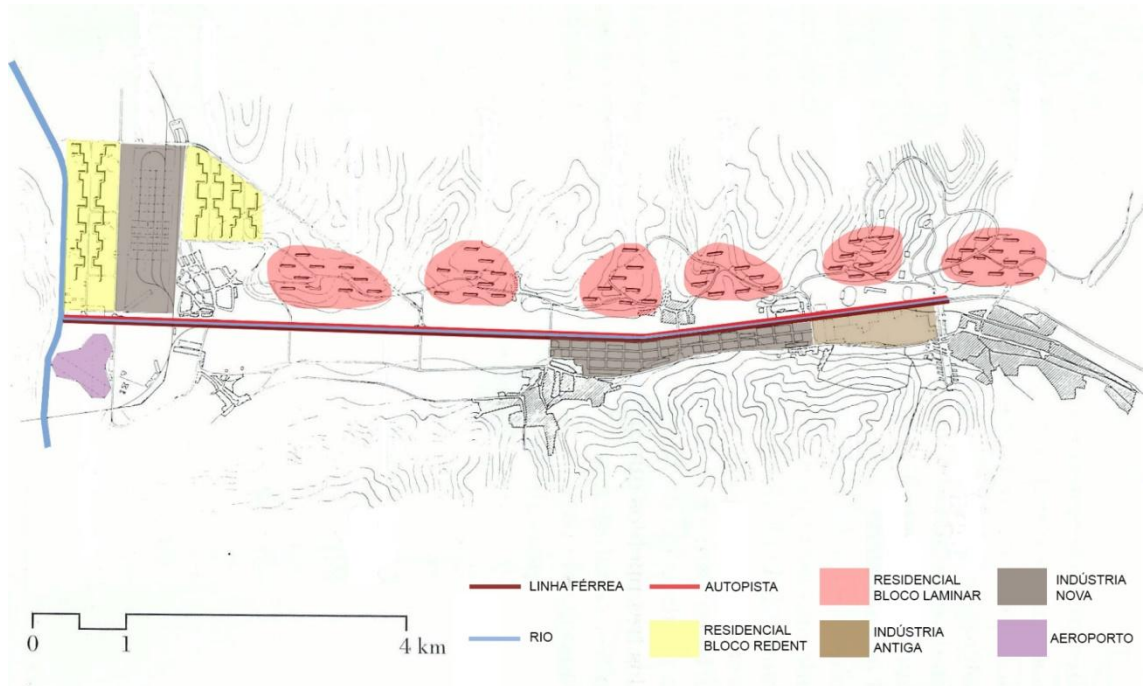 LINHA FÉRREA
AUTOPISTA
RESIDENCIAL
BLOCO LAMINAR
INDÚSTRIA
NOVA
RIO
RESIDENCIAL
BLOCO REDENT
INDÚSTRIA
ANTIGA
AEROPORTO
0
1
4 km